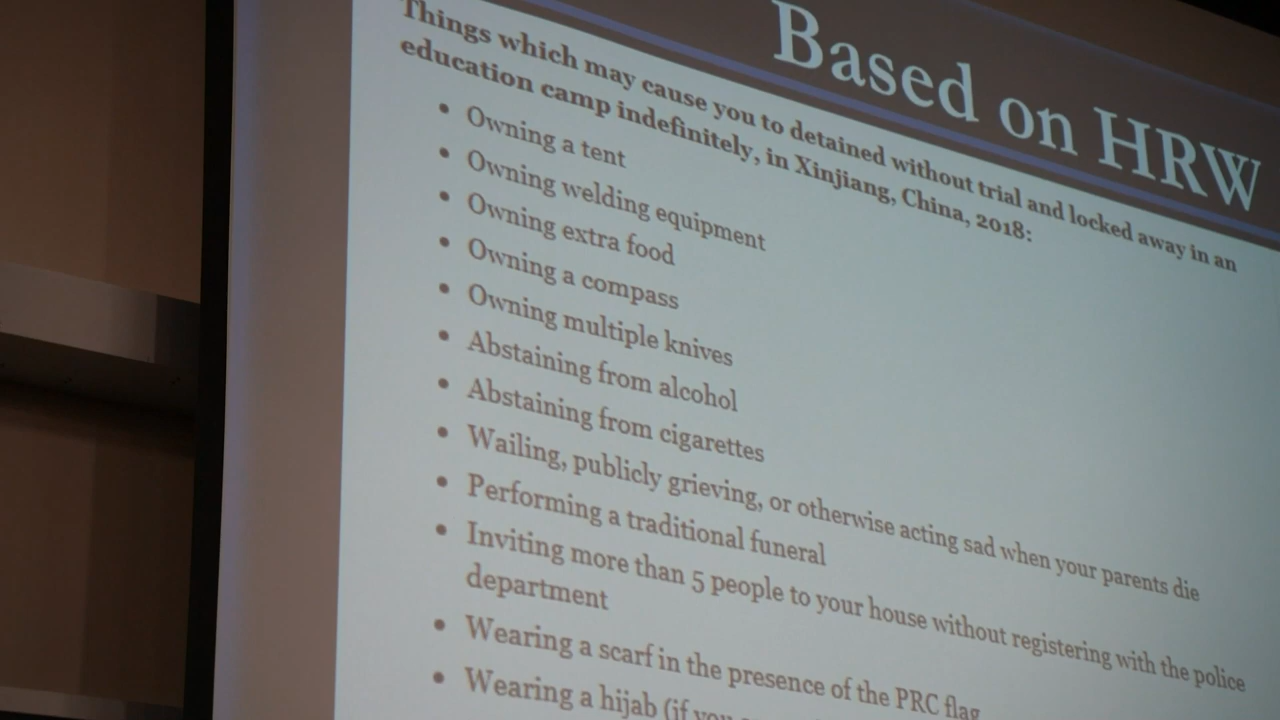 Based on HRW
Things which may cause you to detained without trial and locked away in an
education camp indefinitely, in Xinjiang, China, 2018:
• Owning a tent
• Owning welding equipment
• Owning extra food
• Owning a compass
• Owning multiple knives
• Abstaining from alcohol
• Abstaining from cigarettes
• Wailing, publicly grieving, or otherwise acting sad when your parents die
• Performing a traditional funeral
• Inviting more than 5 people to your house without registering with the police
department
• Wearing a scarf in the presence of the PRC flag
• Wearing a hijab (if you